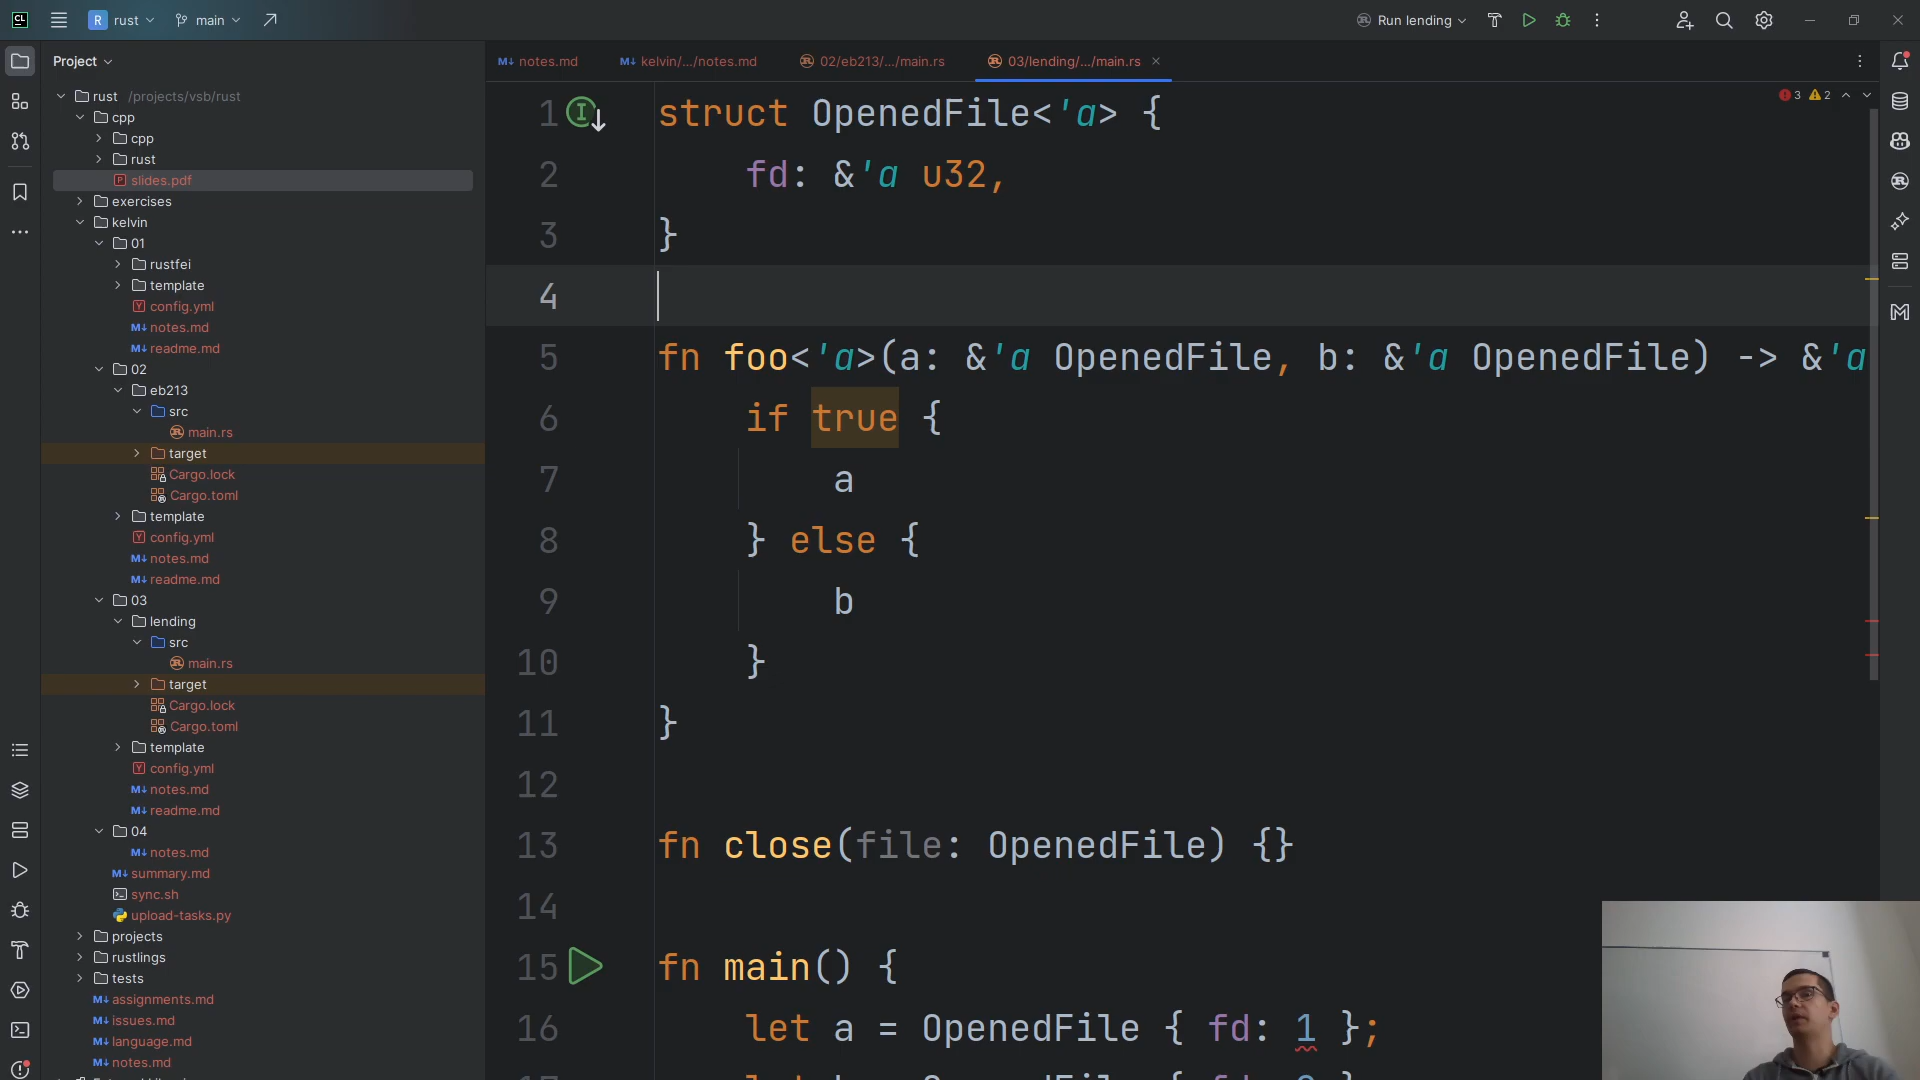 CL
R rust
main
Run lending
Project
notes.md
kelvin/.../notes.md
02/eb213/.../main.rs
03/lending/.../main.rs
3 2
rust /projects/vsb/rust
cpp
cpp
rust
slides.pdf
exercises
kelvin
01
rustfei
template
config.yml
notes.md
readme.md
02
eb213
src
main.rs
target
Cargo.lock
Cargo.toml
template
config.yml
notes.md
readme.md
03
lending
src
main.rs
target
Cargo.lock
Cargo.toml
template
config.yml
notes.md
readme.md
04
notes.md
summary.md
sync.sh
upload-tasks.py
projects
rustlings
tests
assignments.md
issues.md
language.md
notes.md
1 struct OpenedFile<'a> {
2 fd: &'a u32,
3 }
4
5 fn foo<'a>(a: &'a OpenedFile, b: &'a OpenedFile) -> &'a
6 if true {
7 a
8 } else {
9 b
10 }
11 }
12
13 fn close(file: OpenedFile) {}
14
15 fn main() {
16 let a = OpenedFile { fd: 1 };